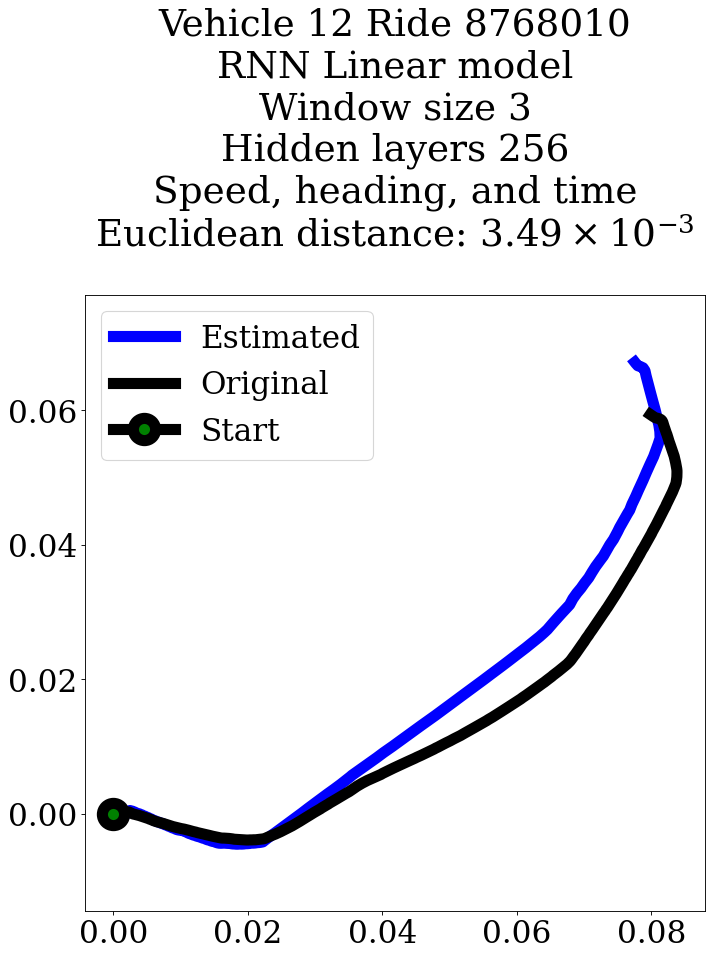 Vehicle 12 Ride 8768010
RNN Linear model
Window size 3
Hidden layers 256
Speed, heading, and time
Euclidean distance: 3.49 × 10⁻³
Estimated
Original
Start
0.06
0.04
0.02
0.00
0.00 0.02 0.04 0.06 0.08